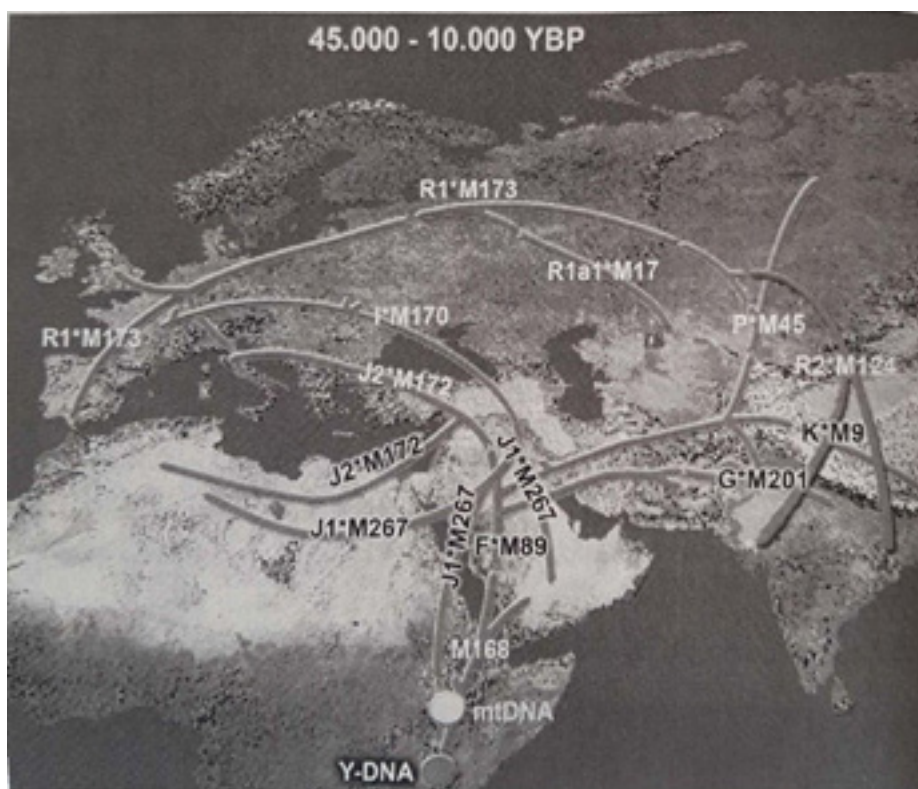 45.000 - 10.000 YBP
R1*M173
R1a1*M17
I*M170
P*M45
R1*M173
R2*M124
J2*M172
K*M9
J2*M172
J1*M267
G*M201
J1*M267
J1*M267
F*M89
M168
mtDNA
Y-DNA